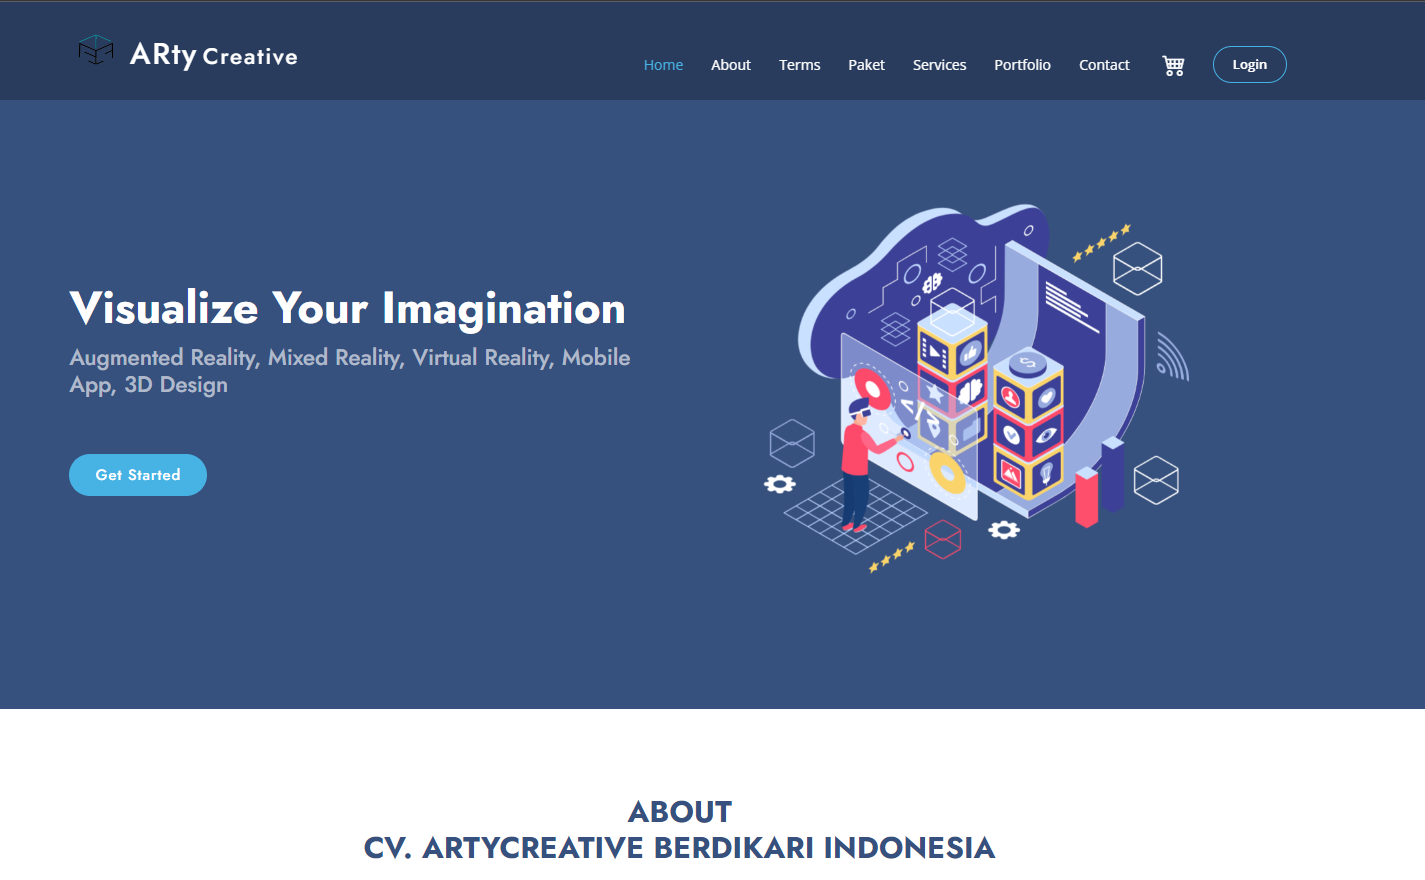 ARty Creative
Home About Terms Paket Services Portfolio Contact Login
Visualize Your Imagination
Augmented Reality, Mixed Reality, Virtual Reality, Mobile
App, 3D Design
</>
Get Started
ABOUT
CV. ARTYCREATIVE BERDIKARI INDONESIA